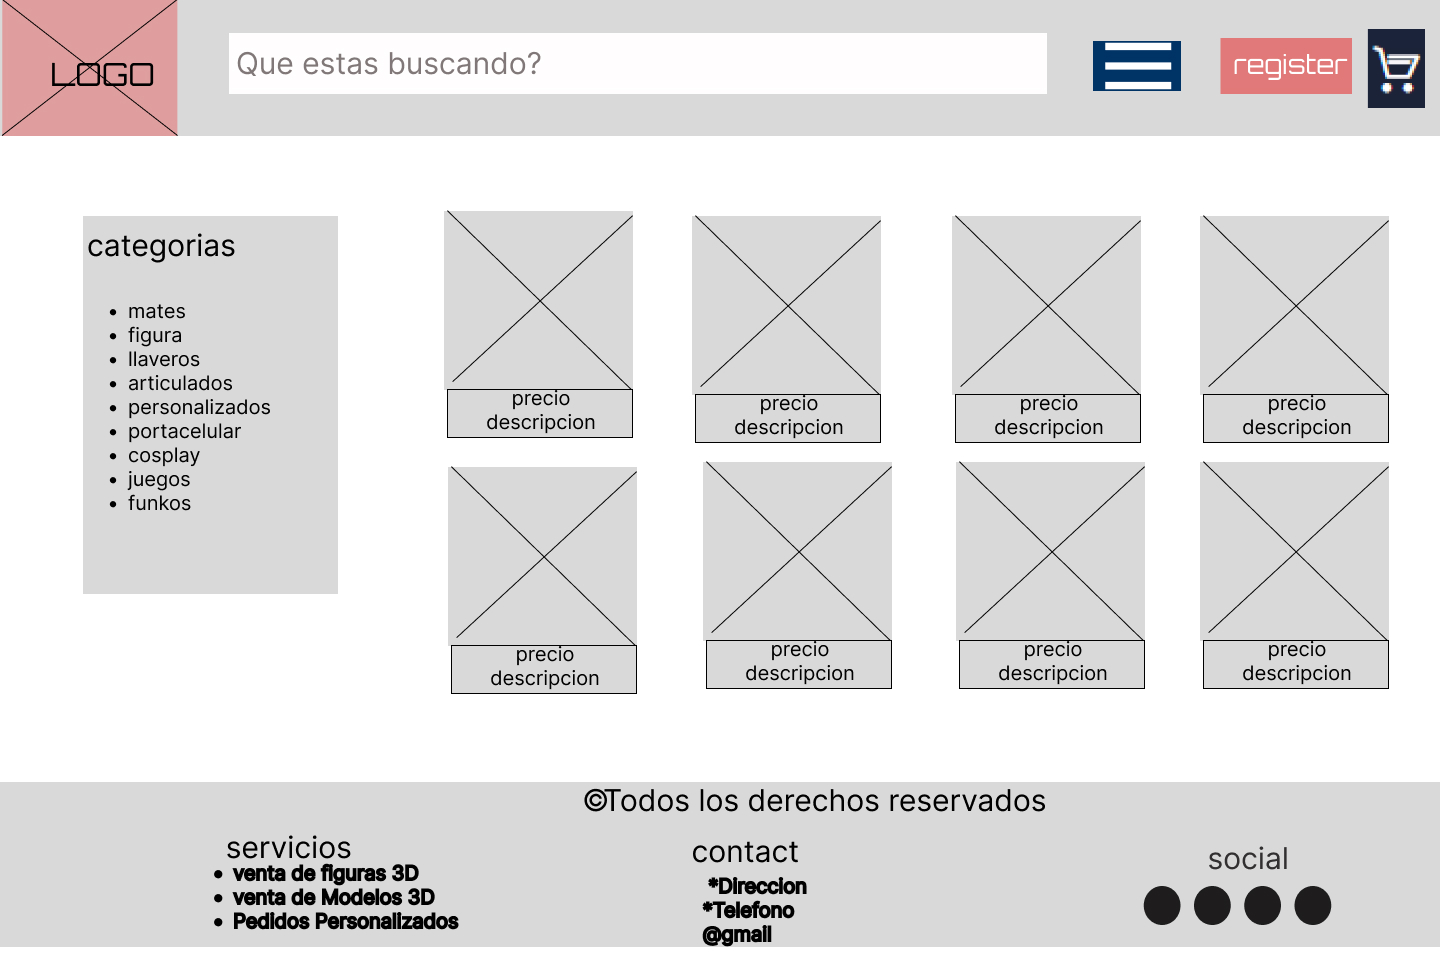 LOGO
Que estas buscando?
register
categorias
• mates
• figura
• llaveros
• articulados
• personalizados
• portacelular
• cosplay
• juegos
• funkos
precio
descripcion
precio
descripcion
precio
descripcion
precio
descripcion
precio
descripcion
precio
descripcion
precio
descripcion
precio
descripcion
©Todos los derechos reservados
servicios
• venta de figuras 3D
• venta de Modelos 3D
• Pedidos Personalizados
contact
*Direccion
*Telefono
@gmail
social